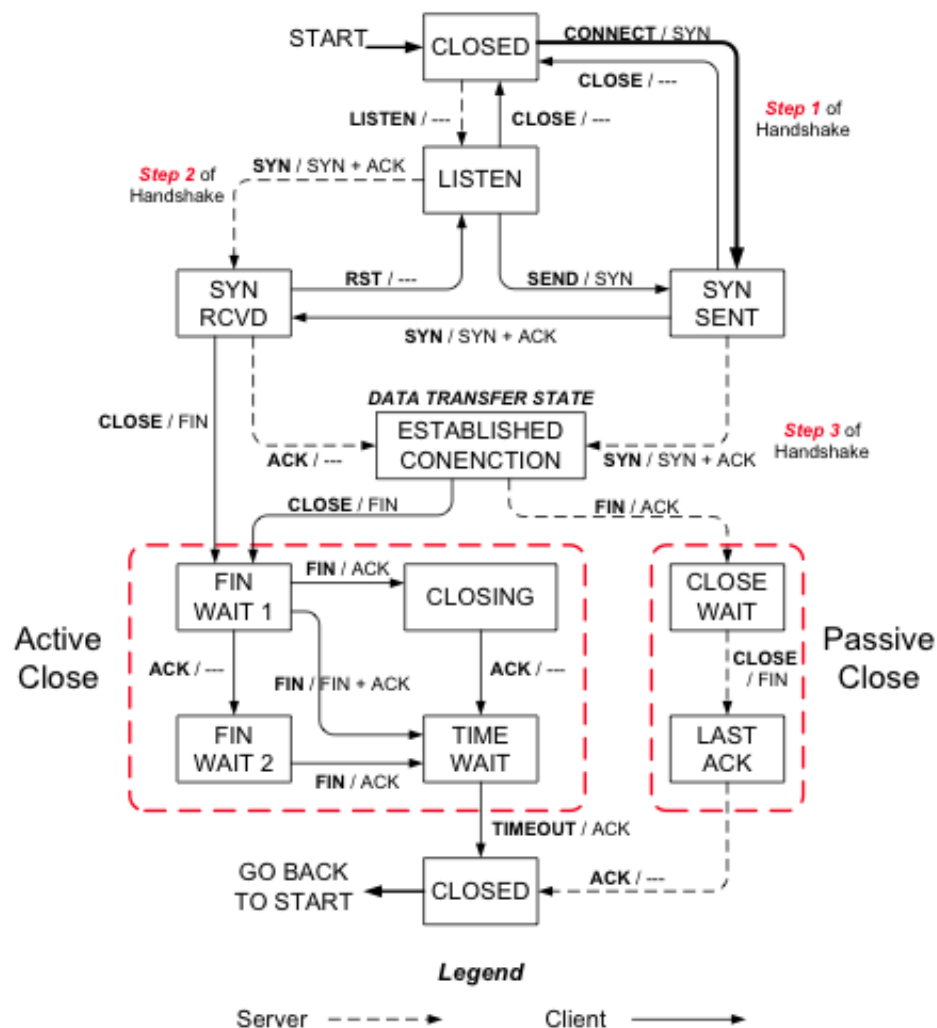 START
CLOSED
CONNECT / SYN
CLOSE / ---
Step 1 of
Handshake
LISTEN / ---
CLOSE / ---
SYN / SYN + ACK
Step 2 of
Handshake
LISTEN
RST / ---
SEND / SYN
SYN
RCVD
SYN
SENT
SYN / SYN + ACK
DATA TRANSFER STATE
CLOSE / FIN
ESTABLISHED
CONENCTION
Step 3 of
Handshake
ACK / ---
SYN / SYN + ACK
CLOSE / FIN
FIN / ACK
Active
Close
FIN
WAIT 1
FIN / ACK
CLOSING
CLOSE
WAIT
Passive
Close
ACK / ---
FIN / FIN + ACK
ACK / ---
CLOSE
/ FIN
FIN
WAIT 2
FIN / ACK
TIME
WAIT
LAST
ACK
TIMEOUT / ACK
GO BACK
TO START
CLOSED
ACK / ---
Legend
Server
Client